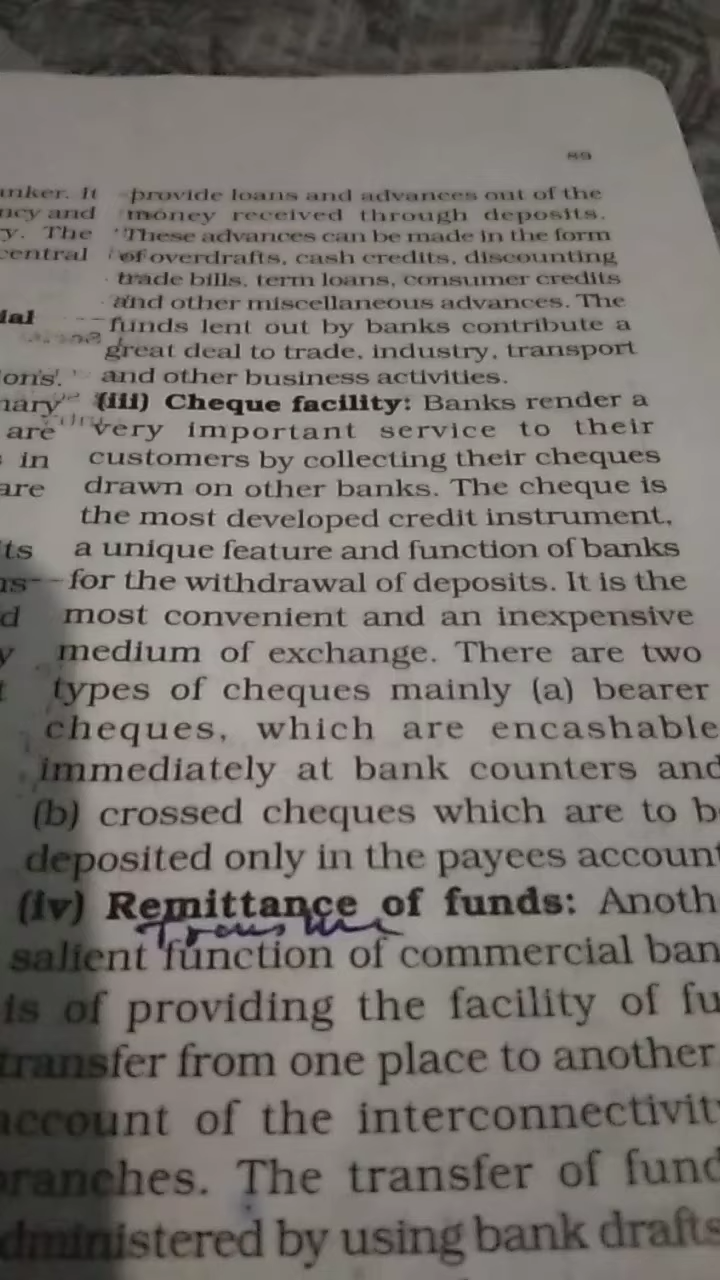 89
anker. It
ncy and
y. The
central
ial
ons.
nary
are
s in
are
ts
ns
d
y
t
provide loans and advances out of the
money received through deposits.
These advances can be made in the form
of overdrafts, cash credits, discounting
trade bills, term loans, consumer credits
and other miscellaneous advances. The
funds lent out by banks contribute a
great deal to trade, industry, transport
and other business activities.
(iii) Cheque facility: Banks render a
very important service to their
customers by collecting their cheques
drawn on other banks. The cheque is
the most developed credit instrument,
a unique feature and function of banks
for the withdrawal of deposits. It is the
most convenient and an inexpensive
medium of exchange. There are two
types of cheques mainly (a) bearer
cheques, which are encashable
immediately at bank counters and
(b) crossed cheques which are to b
deposited only in the payees account
(iv) Remittance of funds: Anoth
salient function of commercial ban
is of providing the facility of fu
transfer from one place to another
account of the interconnectivit
ranches. The transfer of fund
dministered by using bank drafts